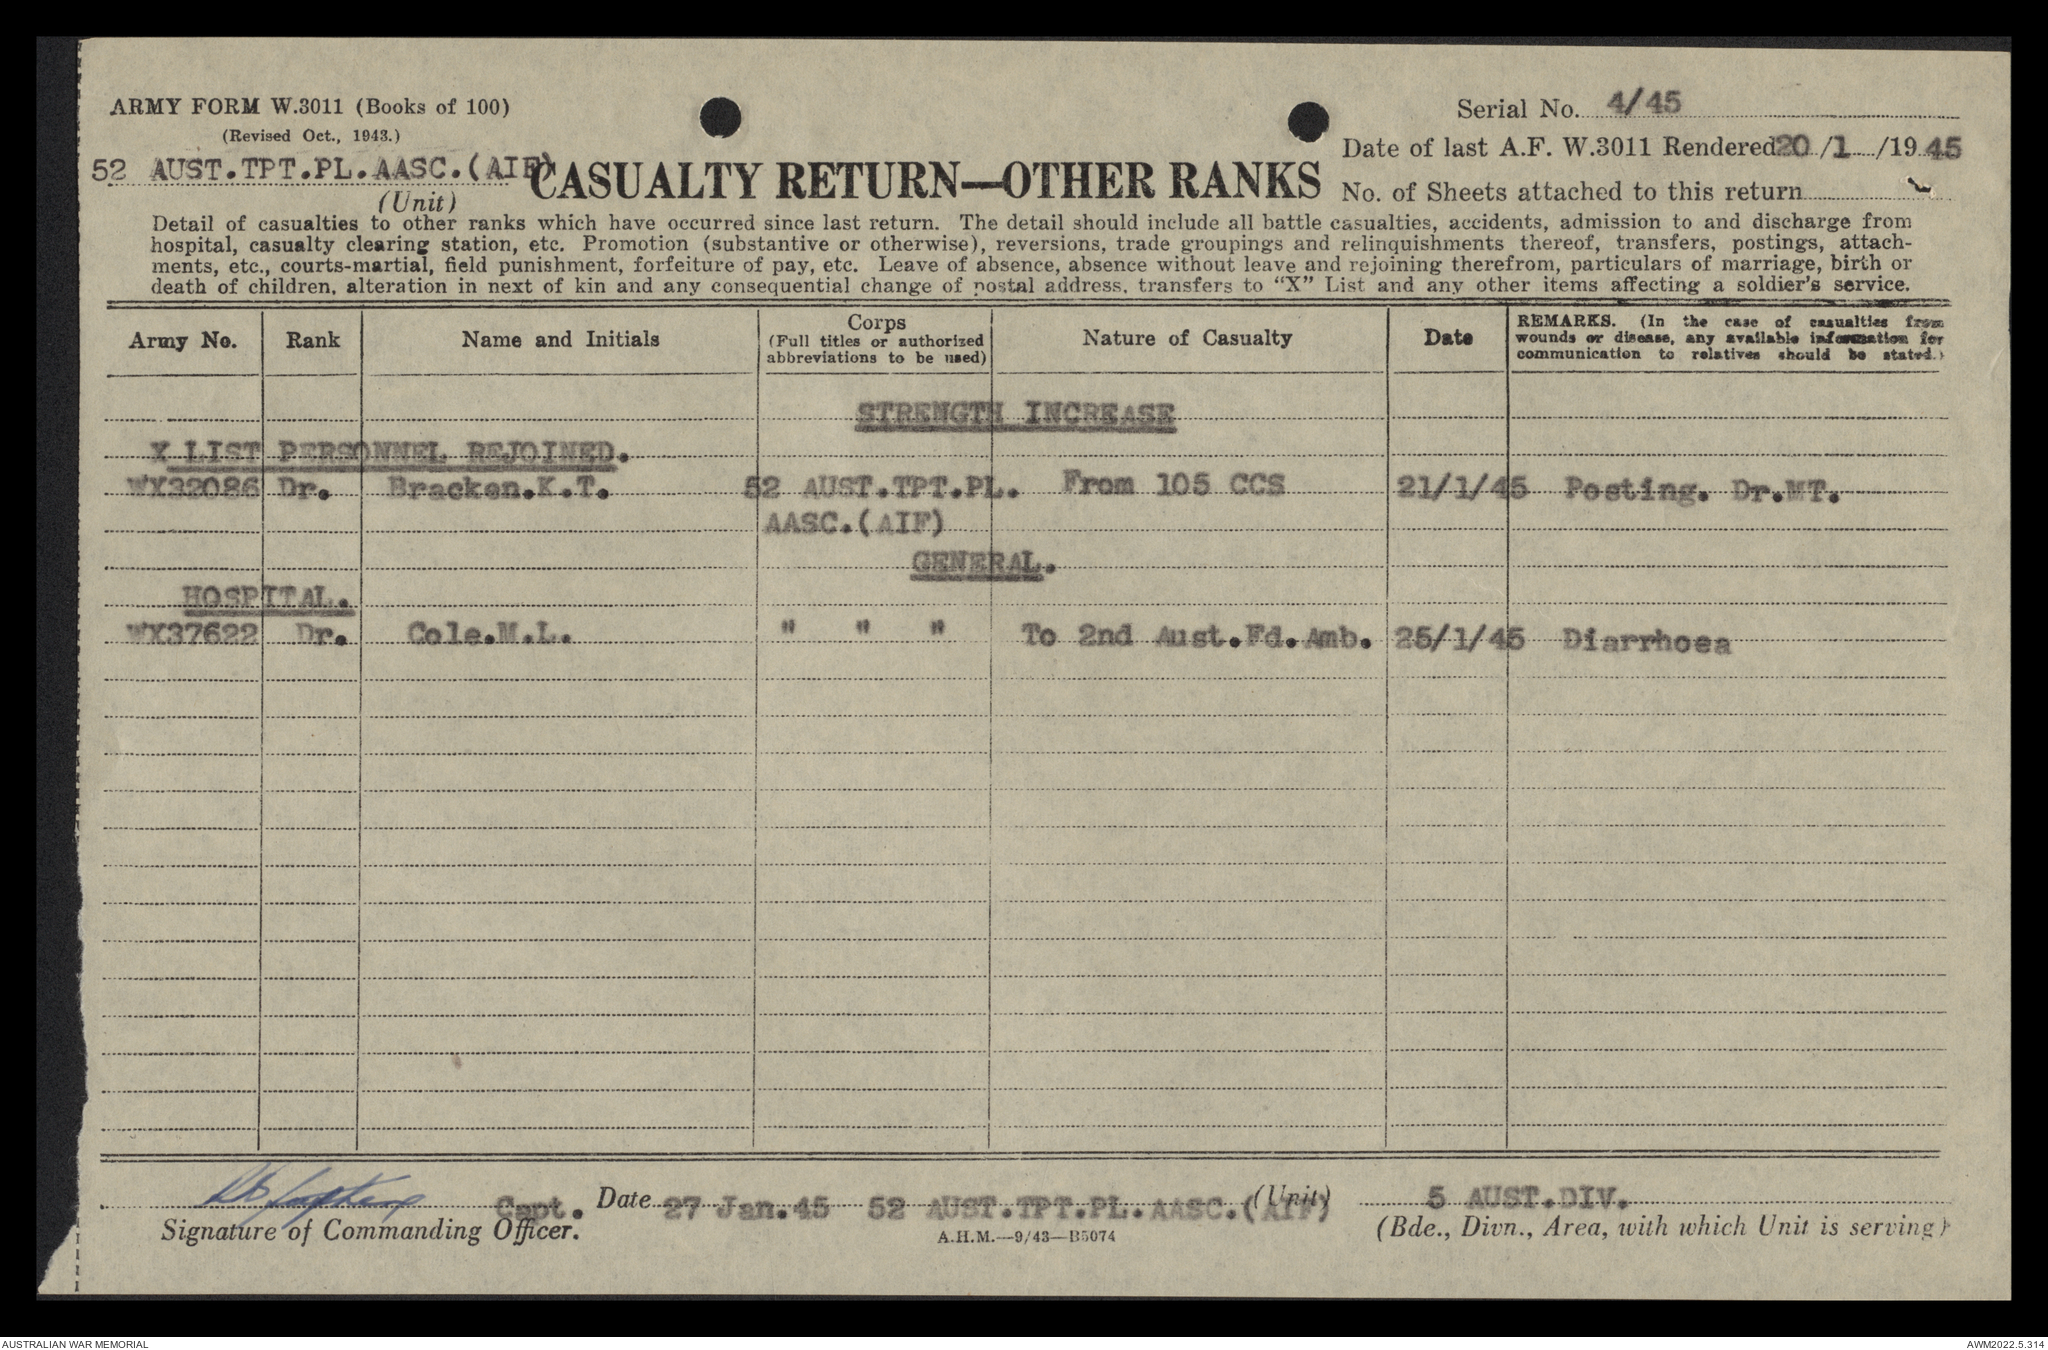 ARMY FORM W.3011 (Books of 100)
(Revised Oct., 1943.)
52 AUST.TPT.PL.AASC.(AIF)
(Unit)
CASUALTY RETURN—OTHER RANKS
Serial No. 4/45
Date of last A.F. W.3011 Rendered 20/1/1945
No. of Sheets attached to this return
Detail of casualties to other ranks which have occurred since last return. The detail should include all battle casualties, accidents, admission to and discharge from
hospital, casualty clearing station, etc. Promotion (substantive or otherwise), reversions, trade groupings and relinquishments thereof, transfers, postings, attach-
ments, etc., courts-martial, field punishment, forfeiture of pay, etc. Leave of absence, absence without leave and rejoining therefrom, particulars of marriage, birth or
death of children, alteration in next of kin and any consequential change of postal address, transfers to "X" List and any other items affecting a soldier's service.
Army No. Rank Name and Initials Corps Nature of Casualty Date REMARKS. (In the case of casualties from
(Full titles or authorized wounds or disease, any available information for
abbreviations to be used) communication to relatives should be stated.)
STRENGTH INCREASE
X LIST PERSONNEL REJOINED.
WX32086 Dr. Bracken.K.T. 52 AUST.TPT.PL. From 105 CCS 21/1/45 Posting. Dr.MT.
AASC.(AIF)
GENERAL.
HOSPITAL.
WX37622 Dr. Cole.M.L. " " " To 2nd Aust.Fd.Amb. 25/1/45 Diarrhoea
Capt. Date 27 Jan.45 52 AUST.TPT.PL.AASC.(AIF) (Unit) 5 AUST.DIV.
Signature of Commanding Officer. (Bde., Divn., Area, with which Unit is serving)
A.H.M.—9/43—B5074
AUSTRALIAN WAR MEMORIAL AWM2022.5.314